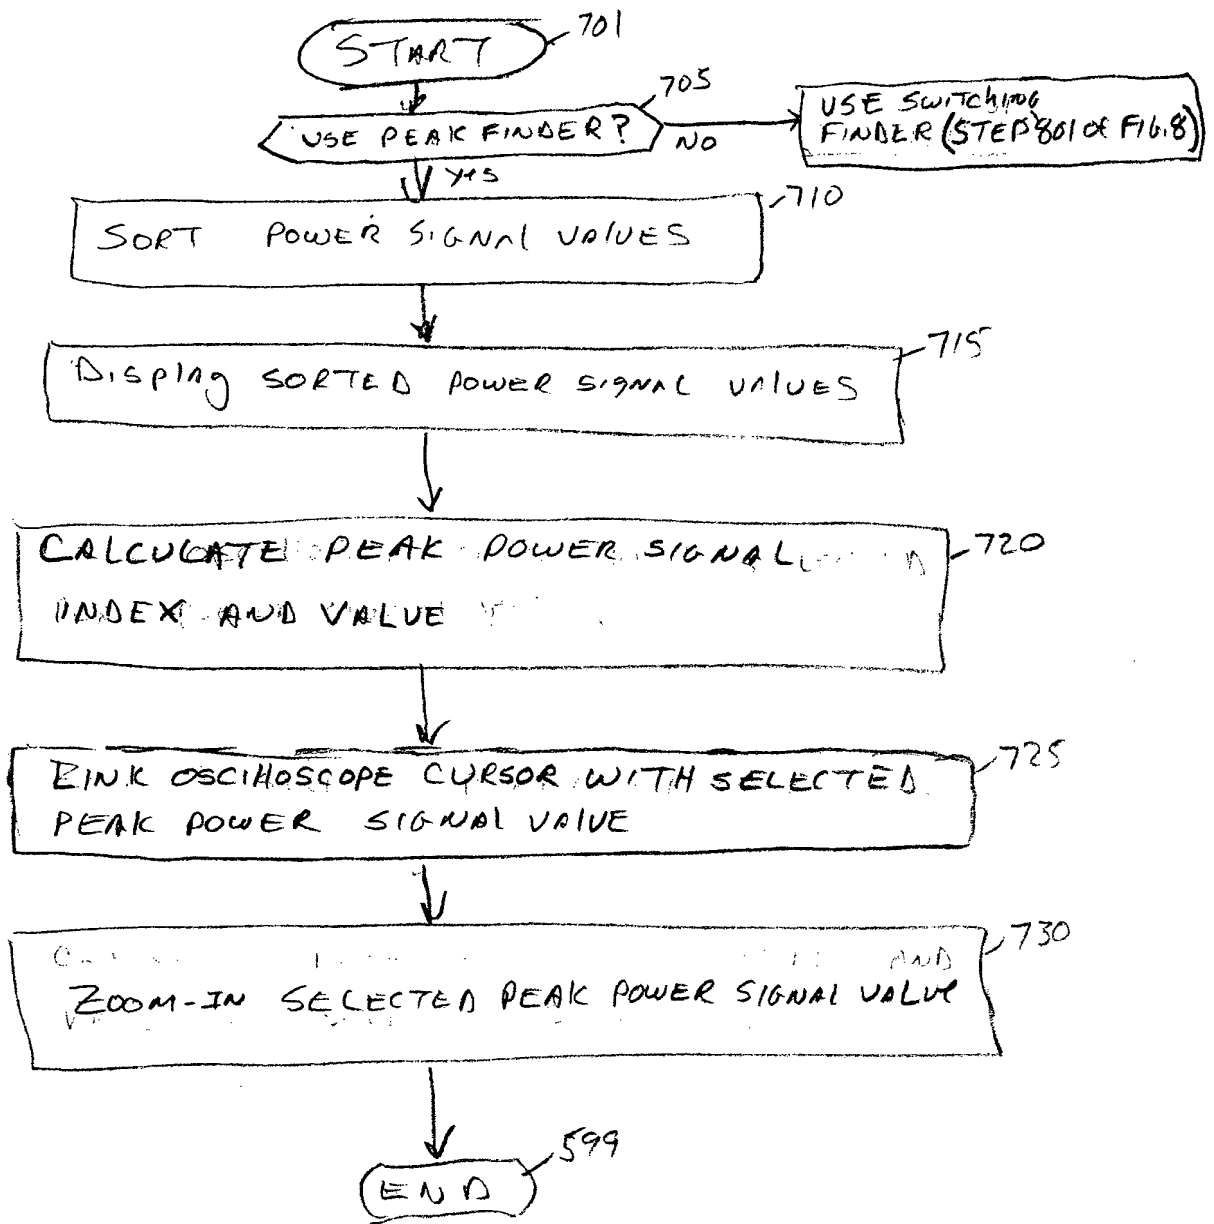 START
701
705
USE PEAK FINDER?
NO
USE SWITCHING
FINDER (STEP 801 OF FIG. 8)
YES
710
SORT POWER SIGNAL VALUES
715
DISPLAY SORTED POWER SIGNAL VALUES
720
CALCULATE PEAK POWER SIGNAL
INDEX AND VALUE
725
LINK OSCILLOSCOPE CURSOR WITH SELECTED
PEAK POWER SIGNAL VALUE
730
AND
ZOOM-IN SELECTED PEAK POWER SIGNAL VALUE
599
END